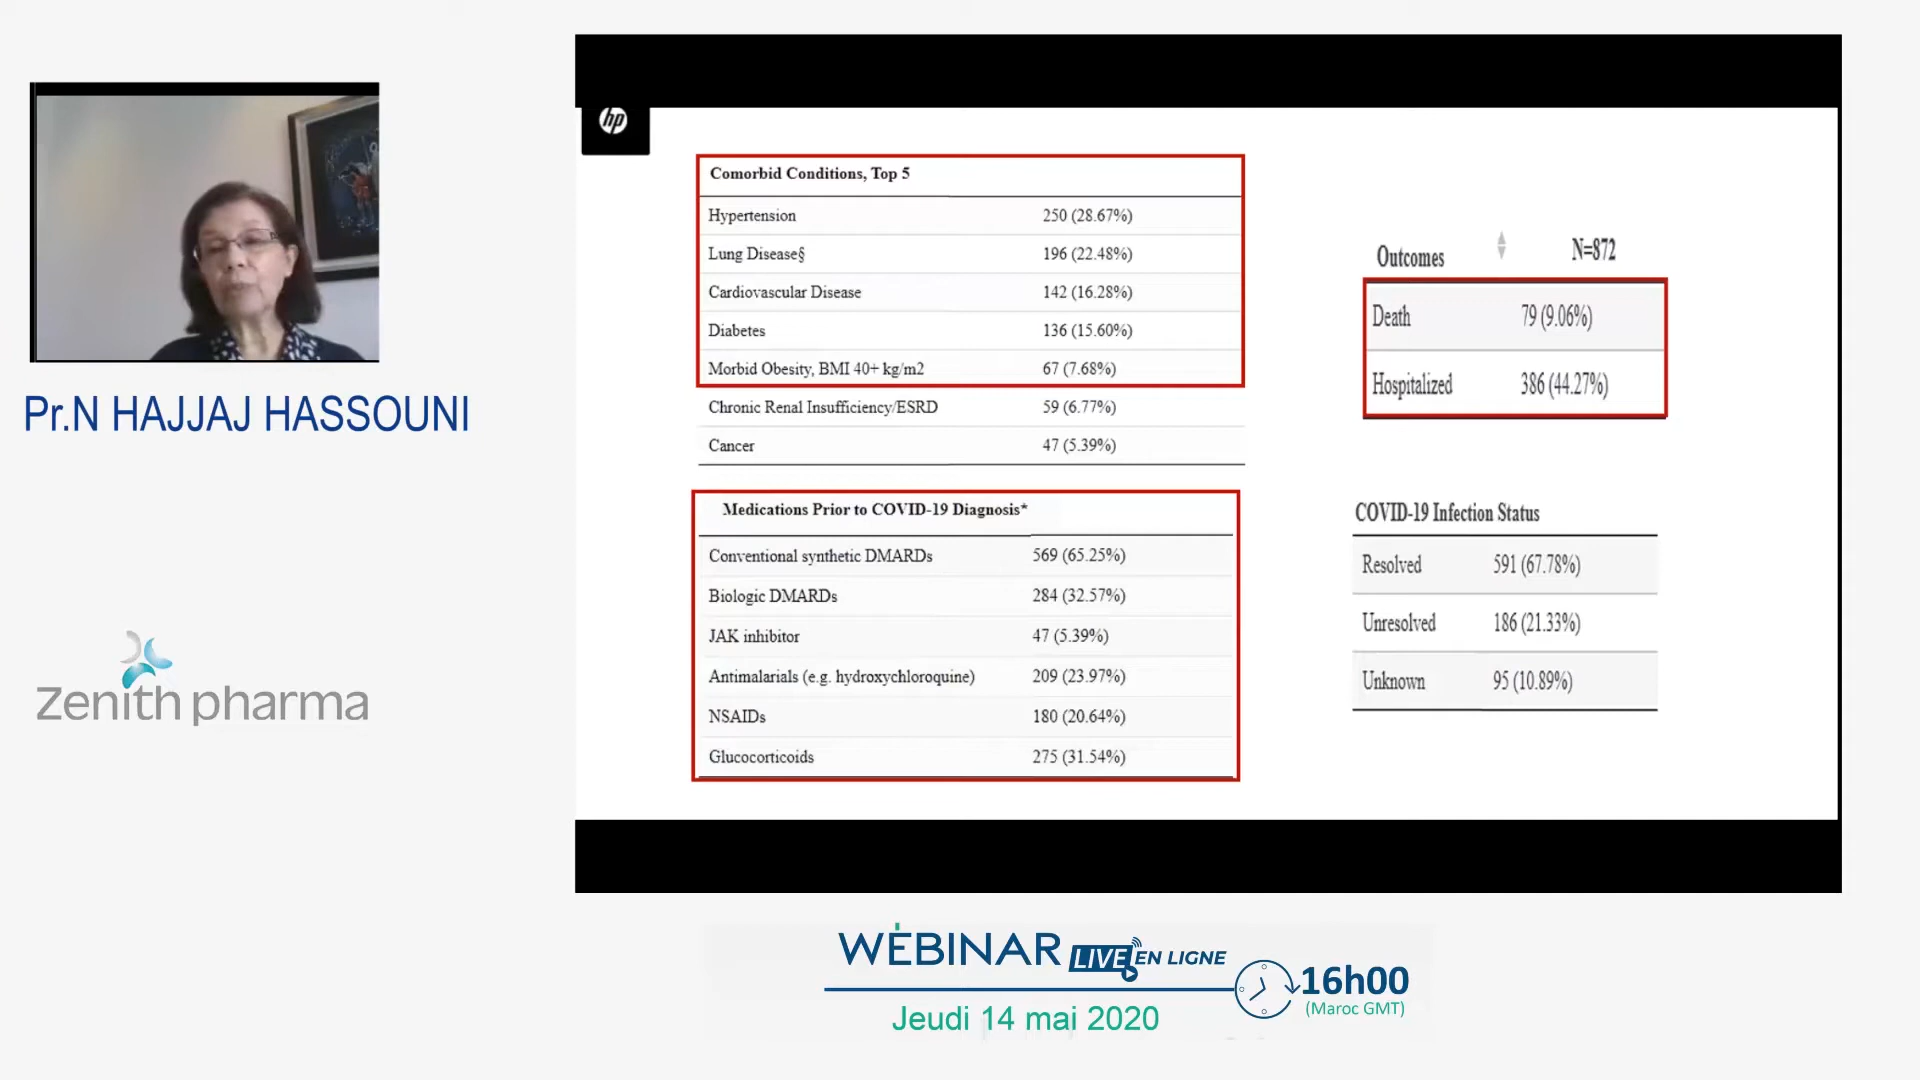 hp
Comorbid Conditions, Top 5
Hypertension 250 (28.67%)
Lung Disease§ 196 (22.48%)
Cardiovascular Disease 142 (16.28%)
Diabetes 136 (15.60%)
Morbid Obesity, BMI 40+ kg/m2 67 (7.68%)
Chronic Renal Insufficiency/ESRD 59 (6.77%)
Cancer 47 (5.39%)
Medications Prior to COVID-19 Diagnosis*
Conventional synthetic DMARDs 569 (65.25%)
Biologic DMARDs 284 (32.57%)
JAK inhibitor 47 (5.39%)
Antimalarials (e.g. hydroxychloroquine) 209 (23.97%)
NSAIDs 180 (20.64%)
Glucocorticoids 275 (31.54%)
Outcomes N=872
Death 79 (9.06%)
Hospitalized 386 (44.27%)
COVID-19 Infection Status
Resolved 591 (67.78%)
Unresolved 186 (21.33%)
Unknown 95 (10.89%)
Pr.N HAJJAJ HASSOUNI
Zenith pharma
WEBINAR LIVE EN LIGNE
16h00
(Maroc GMT)
Jeudi 14 mai 2020